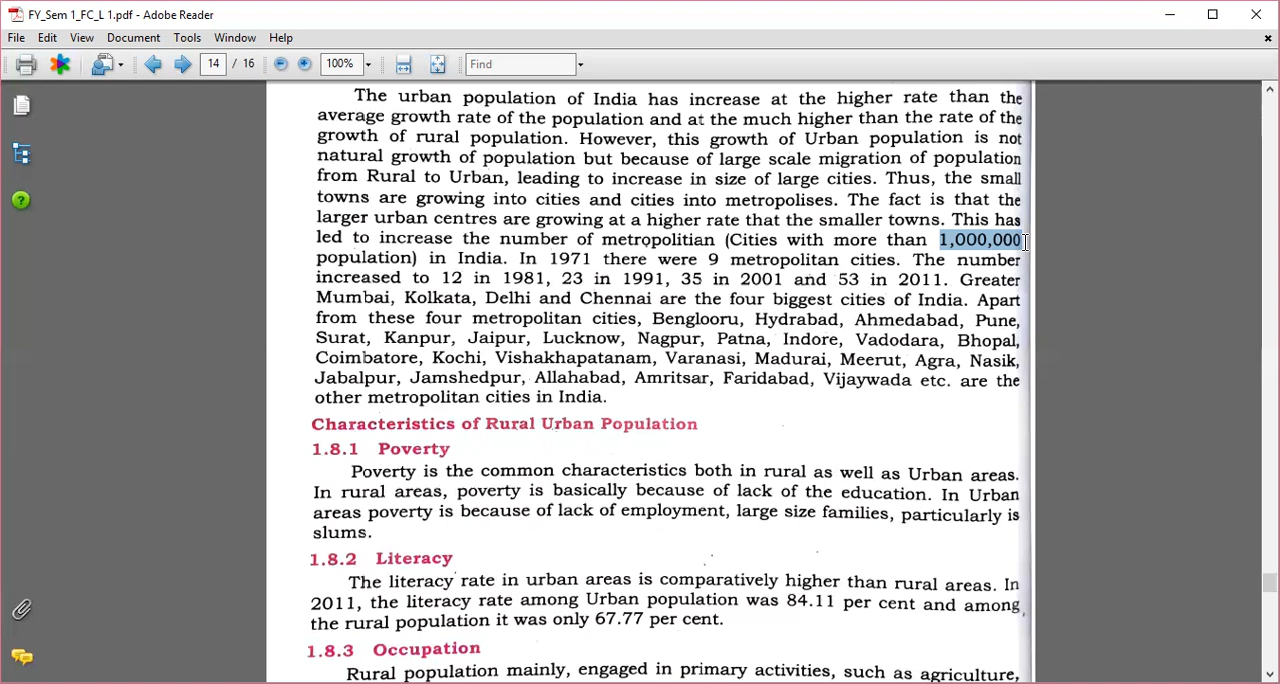 FY_Sem 1_FC_L 1.pdf - Adobe Reader
File Edit View Document Tools Window Help
14 / 16 100% Find
The urban population of India has increase at the higher rate than the
average growth rate of the population and at the much higher than the rate of the
growth of rural population. However, this growth of Urban population is not
natural growth of population but because of large scale migration of population
from Rural to Urban, leading to increase in size of large cities. Thus, the small
towns are growing into cities and cities into metropolises. The fact is that the
larger urban centres are growing at a higher rate that the smaller towns. This has
led to increase the number of metropolitian (Cities with more than 1,000,000
population) in India. In 1971 there were 9 metropolitan cities. The number
increased to 12 in 1981, 23 in 1991, 35 in 2001 and 53 in 2011. Greater
Mumbai, Kolkata, Delhi and Chennai are the four biggest cities of India. Apart
from these four metropolitan cities, Benglooru, Hydrabad, Ahmedabad, Pune,
Surat, Kanpur, Jaipur, Lucknow, Nagpur, Patna, Indore, Vadodara, Bhopal,
Coimbatore, Kochi, Vishakhapatanam, Varanasi, Madurai, Meerut, Agra, Nasik,
Jabalpur, Jamshedpur, Allahabad, Amritsar, Faridabad, Vijaywada etc. are the
other metropolitan cities in India.
Characteristics of Rural Urban Population
1.8.1 Poverty
Poverty is the common characteristics both in rural as well as Urban areas.
In rural areas, poverty is basically because of lack of the education. In Urban
areas poverty is because of lack of employment, large size families, particularly is
slums.
1.8.2 Literacy
The literacy rate in urban areas is comparatively higher than rural areas. In
2011, the literacy rate among Urban population was 84.11 per cent and among
the rural population it was only 67.77 per cent.
1.8.3 Occupation
Rural population mainly, engaged in primary activities, such as agriculture,